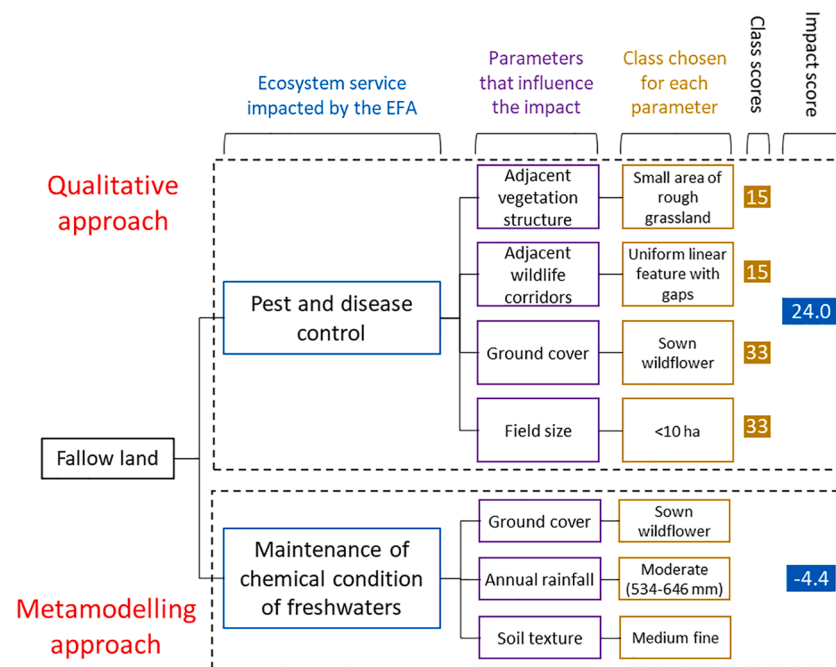 Ecosystem service
impacted by the EFA
Parameters
that influence
the impact
Class chosen
for each
parameter
Class scores
Impact score
Qualitative
approach
Fallow land
Pest and disease
control
Adjacent
vegetation
structure
Small area of
rough
grassland
15
Adjacent
wildlife
corridors
Uniform linear
feature with
gaps
15
Ground cover
Sown
wildflower
33
Field size
<10 ha
33
24.0
Metamodelling
approach
Maintenance of
chemical condition
of freshwaters
Ground cover
Sown
wildflower
Annual rainfall
Moderate
(534-646 mm)
Soil texture
Medium fine
-4.4